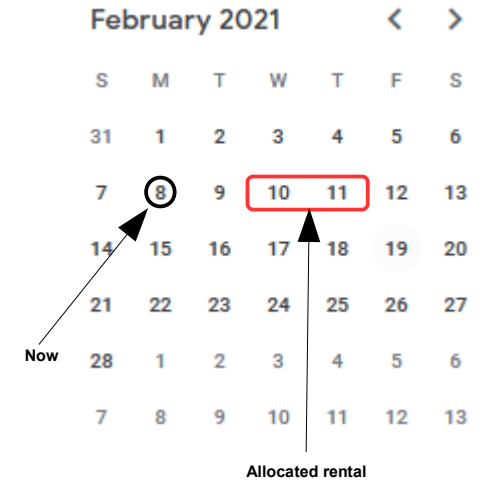 February 2021 < >
S M T W T F S
31 1 2 3 4 5 6
7 8 9 10 11 12 13
14 15 16 17 18 19 20
21 22 23 24 25 26 27
Now
28 1 2 3 4 5 6
7 8 9 10 11 12 13
Allocated rental